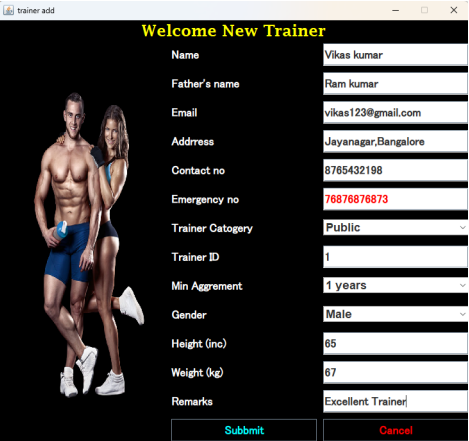 trainer add
Welcome New Trainer
Name Vikas kumar
Father's name Ram kumar
Email vikas123@gmail.com
Addrress Jayanagar,Bangalore
Contact no 8765432198
Emergency no 76876876873
Trainer Catogery Public
Trainer ID 1
Min Aggrement 1 years
Gender Male
Height (inc) 65
Weight (kg) 67
Remarks Excellent Trainer
Subbmit Cancel